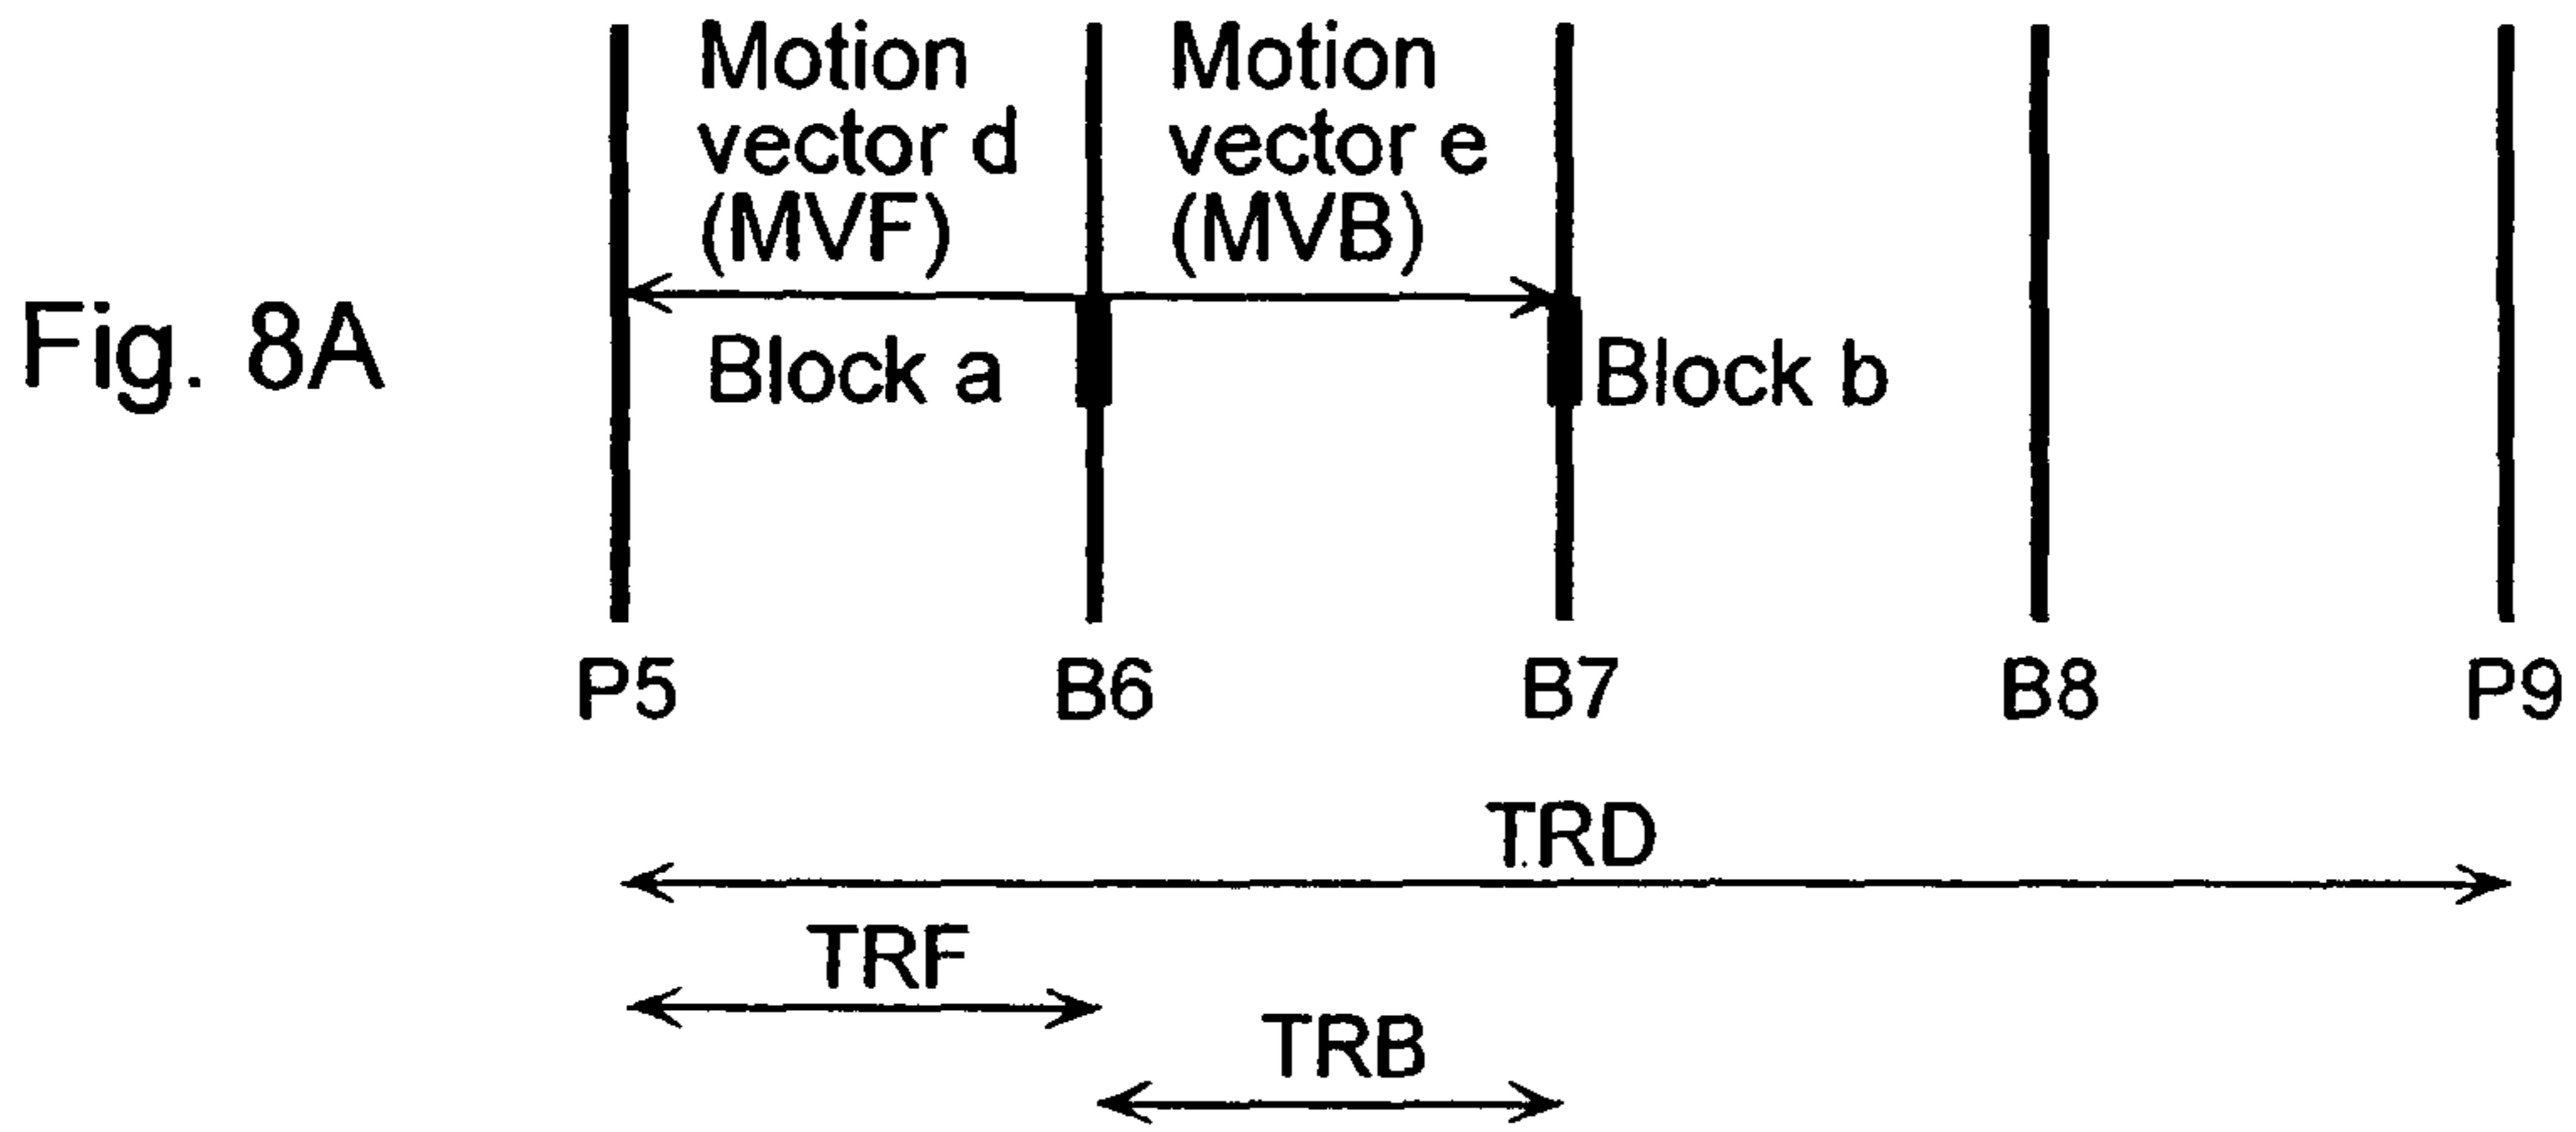 Motion
vector d
(MVF)
Motion
vector e
(MVB)
Fig. 8A
Block a
Block b
P5
B6
B7
B8
P9
TRD
TRF
TRB